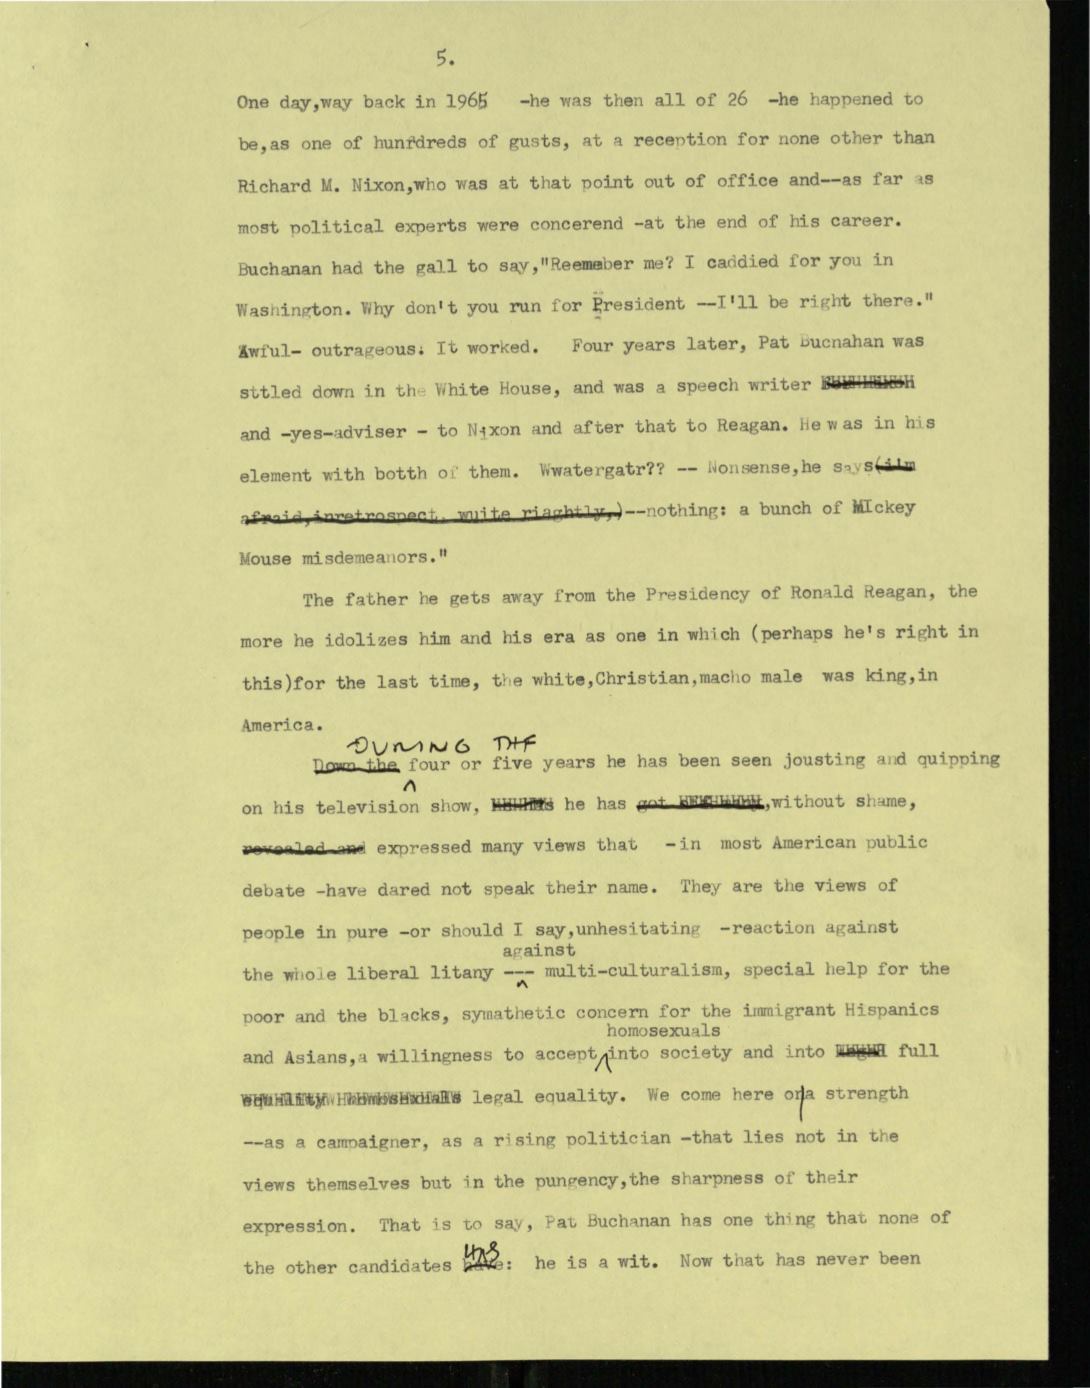 5.
One day,way back in 1965 -he was then all of 26 -he happened to
be,as one of hunrdreds of gusts, at a reception for none other than
Richard M. Nixon,who was at that point out of office and--as far as
most political experts were concerend -at the end of his career.
Buchanan had the gall to say,"Reemember me? I caddied for you in
Washington. Why don't you run for President --I'll be right there."
Awful- outrageous. It worked. Four years later, Pat Bucnahan was
sttled down in the White House, and was a speech writer
and -yes-adviser - to Nixon and after that to Reagan. He was in his
element with botth of them. Wwatergatr?? -- Nonsense,he says(i'm
afraid,inretrospect, wuite riaghtly,)--nothing: a bunch of MIckey
Mouse misdemeanors."
The father he gets away from the Presidency of Ronald Reagan, the
more he idolizes him and his era as one in which (perhaps he's right in
this)for the last time, the white,Christian,macho male was king,in
America.
DURING THE
Down the four or five years he has been seen jousting and quipping
on his television show, he has got ,without shame,
revealed and expressed many views that -in most American public
debate -have dared not speak their name. They are the views of
people in pure -or should I say,unhesitating -reaction against
against
the whole liberal litany --- multi-culturalism, special help for the
poor and the blacks, symathetic concern for the immigrant Hispanics
homosexuals
and Asians,a willingness to accept into society and into full
equality homosexuals legal equality. We come here on a strength
--as a campaigner, as a rising politician -that lies not in the
views themselves but in the pungency,the sharpness of their
expression. That is to say, Pat Buchanan has one thing that none of
HAS
the other candidates have: he is a wit. Now that has never been